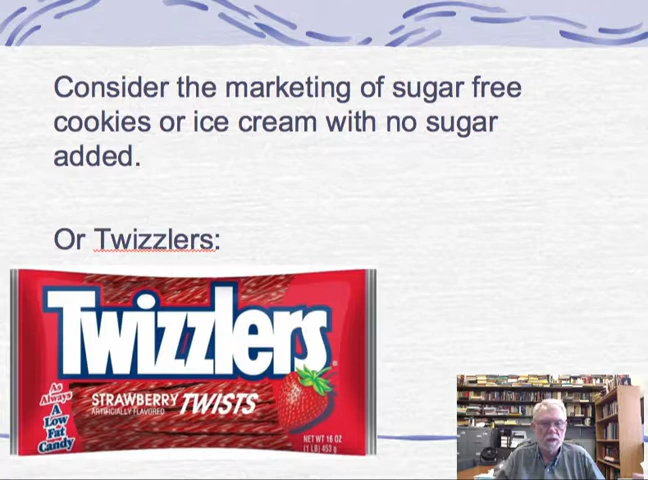 Consider the marketing of sugar free
cookies or ice cream with no sugar
added.
Or Twizzlers:
Twizzlers
STRAWBERRY TWISTS
ARTIFICIALLY FLAVORED
As
Always
A
Low
Fat
Candy
NET WT 16 OZ
(1 LB) 453 g